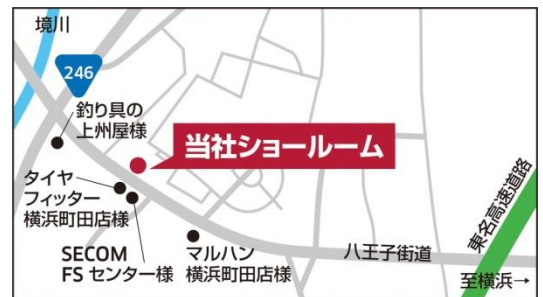 境川
246
釣り具の
上州屋様
当社ショールーム
タイヤ
フィッター
横浜町田店様
SECOM
FS センター様
マルハン
横浜町田店様
八王子街道
東名高速道路
至横浜→